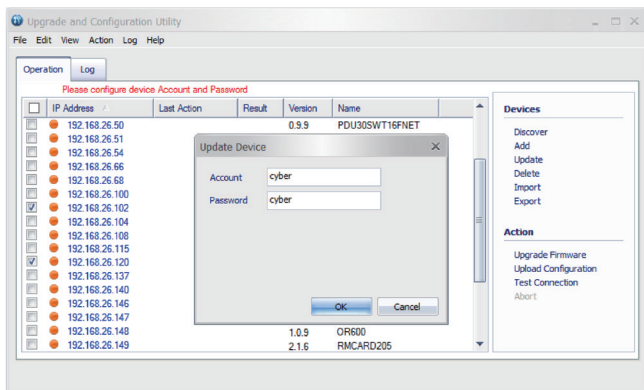 Upgrade and Configuration Utility
File Edit View Action Log Help
Operation Log
Please configure device Account and Password
IP Address Last Action Result Version Name
192.168.26.50 0.9.9 PDU30SWT16FNET
192.168.26.51
192.168.26.54
192.168.26.66
192.168.26.68
192.168.26.100
192.168.26.102
192.168.26.104
192.168.26.108
192.168.26.115
192.168.26.120
192.168.26.137
192.168.26.140
192.168.26.146
192.168.26.147
192.168.26.148 1.0.9 OR600
192.168.26.149 2.1.6 RMCARD205
Update Device
Account cyber
Password cyber
OK Cancel
Devices
Discover
Add
Update
Delete
Import
Export
Action
Upgrade Firmware
Upload Configuration
Test Connection
Abort